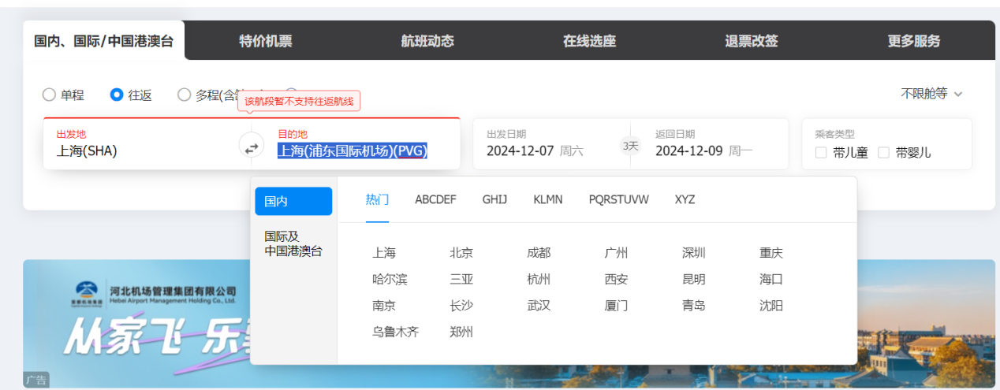 国内、国际/中国港澳台 特价机票 航班动态 在线选座 退票改签 更多服务
单程 往返 多程(含 不限舱等
该航段暂不支持往返航线
出发地 目的地 出发日期 返回日期 乘客类型
上海(SHA) 上海(浦东国际机场)(PVG) 2024-12-07 周六 3天 2024-12-09 周一 带儿童 带婴儿
国内 热门 ABCDEF GHIJ KLMN PQRSTUVW XYZ
国际及
中国港澳台
上海 北京 成都 广州 深圳 重庆
哈尔滨 三亚 杭州 西安 昆明 海口
南京 长沙 武汉 厦门 青岛 沈阳
乌鲁木齐 郑州
河北机场管理集团有限公司
Hebei Airport Management Holding Co., Ltd.
从家飞 乐
广告